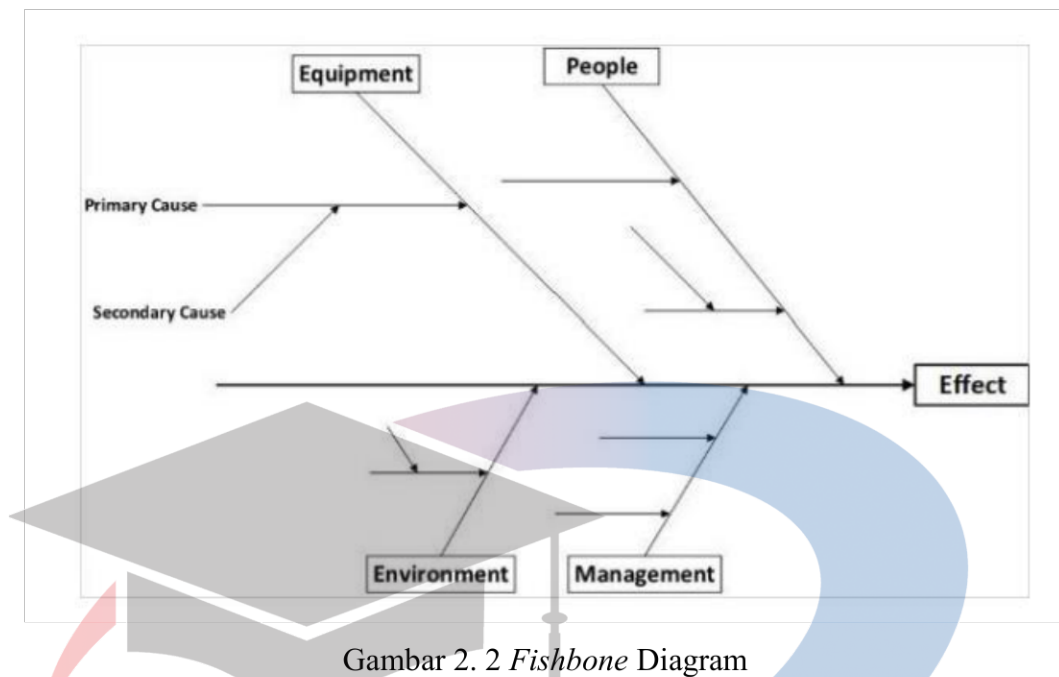 Equipment
People
Primary Cause
Secondary Cause
Effect
Environment
Management
Gambar 2. 2 Fishbone Diagram